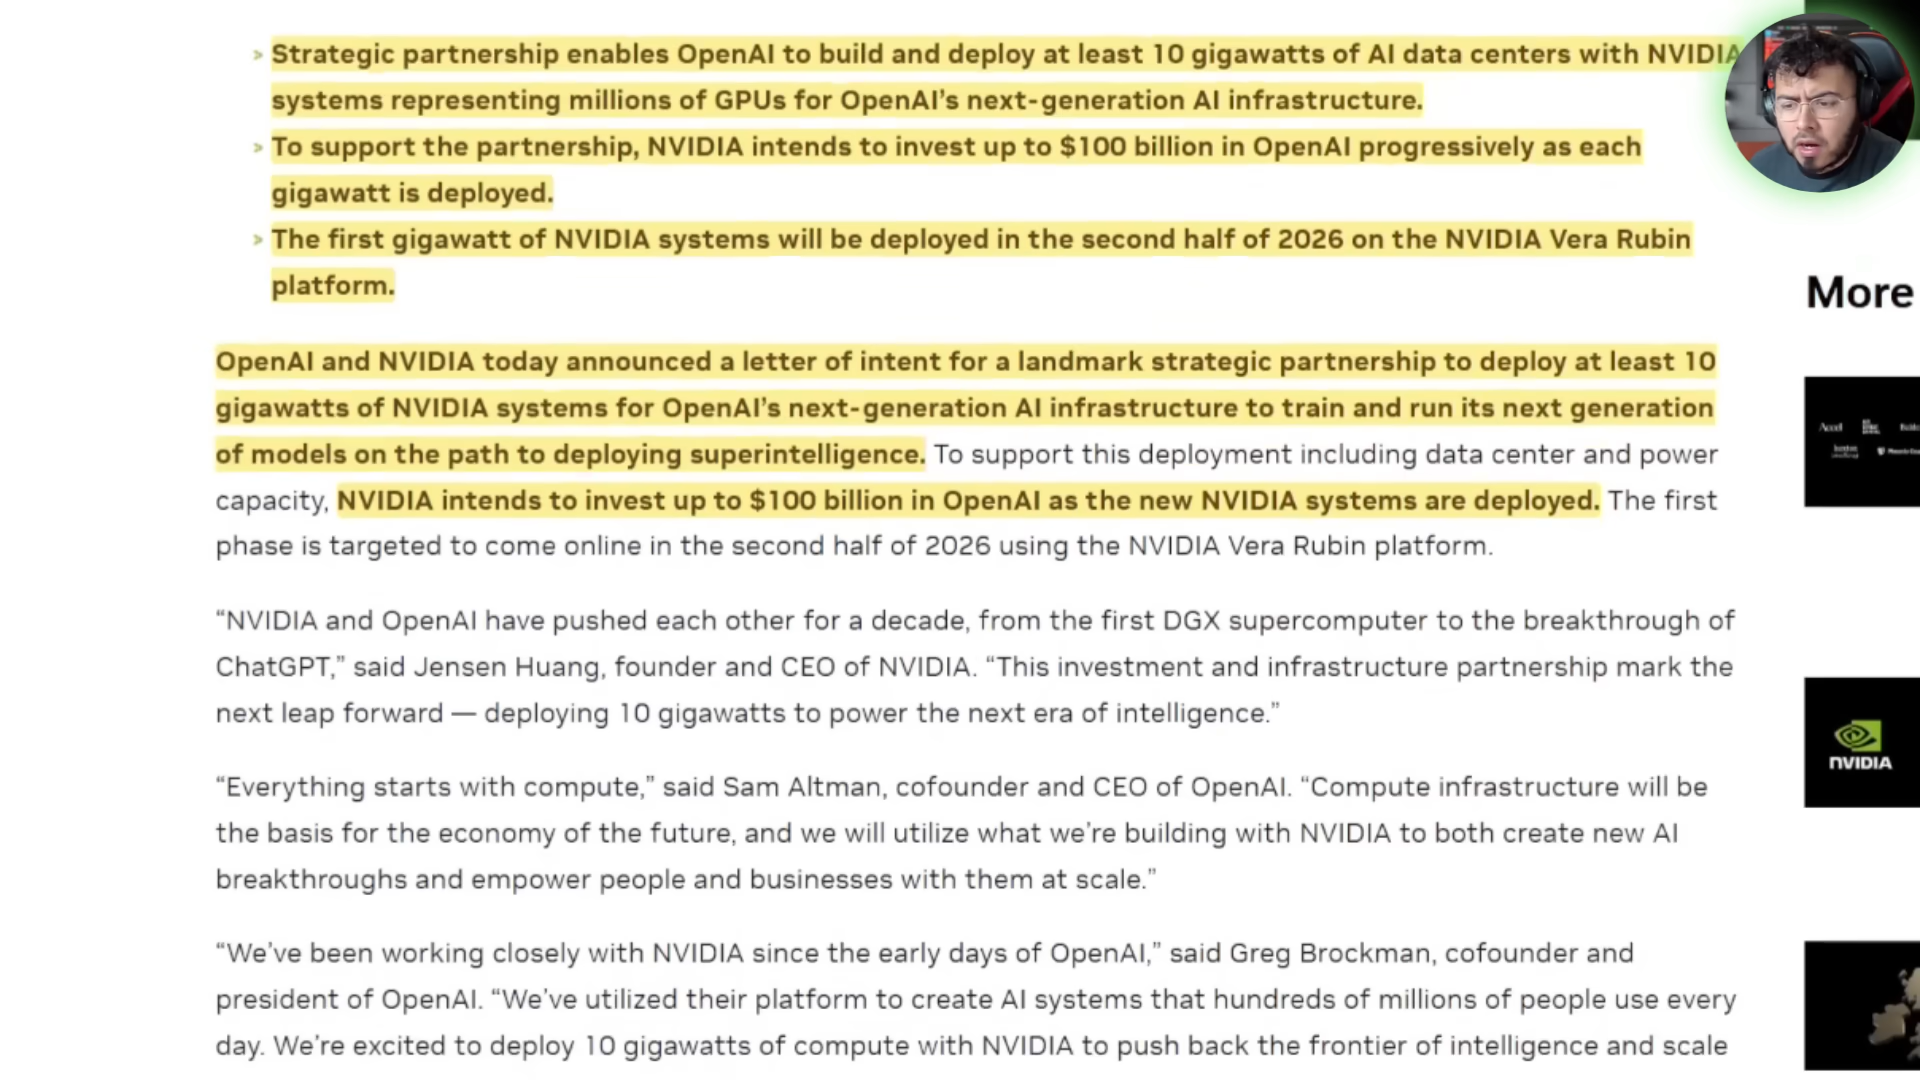 > Strategic partnership enables OpenAI to build and deploy at least 10 gigawatts of AI data centers with NVIDIA
systems representing millions of GPUs for OpenAI’s next-generation AI infrastructure.
> To support the partnership, NVIDIA intends to invest up to $100 billion in OpenAI progressively as each
gigawatt is deployed.
> The first gigawatt of NVIDIA systems will be deployed in the second half of 2026 on the NVIDIA Vera Rubin
platform.
OpenAI and NVIDIA today announced a letter of intent for a landmark strategic partnership to deploy at least 10
gigawatts of NVIDIA systems for OpenAI’s next-generation AI infrastructure to train and run its next generation
of models on the path to deploying superintelligence. To support this deployment including data center and power
capacity, NVIDIA intends to invest up to $100 billion in OpenAI as the new NVIDIA systems are deployed. The first
phase is targeted to come online in the second half of 2026 using the NVIDIA Vera Rubin platform.
“NVIDIA and OpenAI have pushed each other for a decade, from the first DGX supercomputer to the breakthrough of
ChatGPT,” said Jensen Huang, founder and CEO of NVIDIA. “This investment and infrastructure partnership mark the
next leap forward — deploying 10 gigawatts to power the next era of intelligence.”
“Everything starts with compute,” said Sam Altman, cofounder and CEO of OpenAI. “Compute infrastructure will be
the basis for the economy of the future, and we will utilize what we’re building with NVIDIA to both create new AI
breakthroughs and empower people and businesses with them at scale.”
“We’ve been working closely with NVIDIA since the early days of OpenAI,” said Greg Brockman, cofounder and
president of OpenAI. “We’ve utilized their platform to create AI systems that hundreds of millions of people use every
day. We’re excited to deploy 10 gigawatts of compute with NVIDIA to push back the frontier of intelligence and scale
More
Accel
NVIDIA